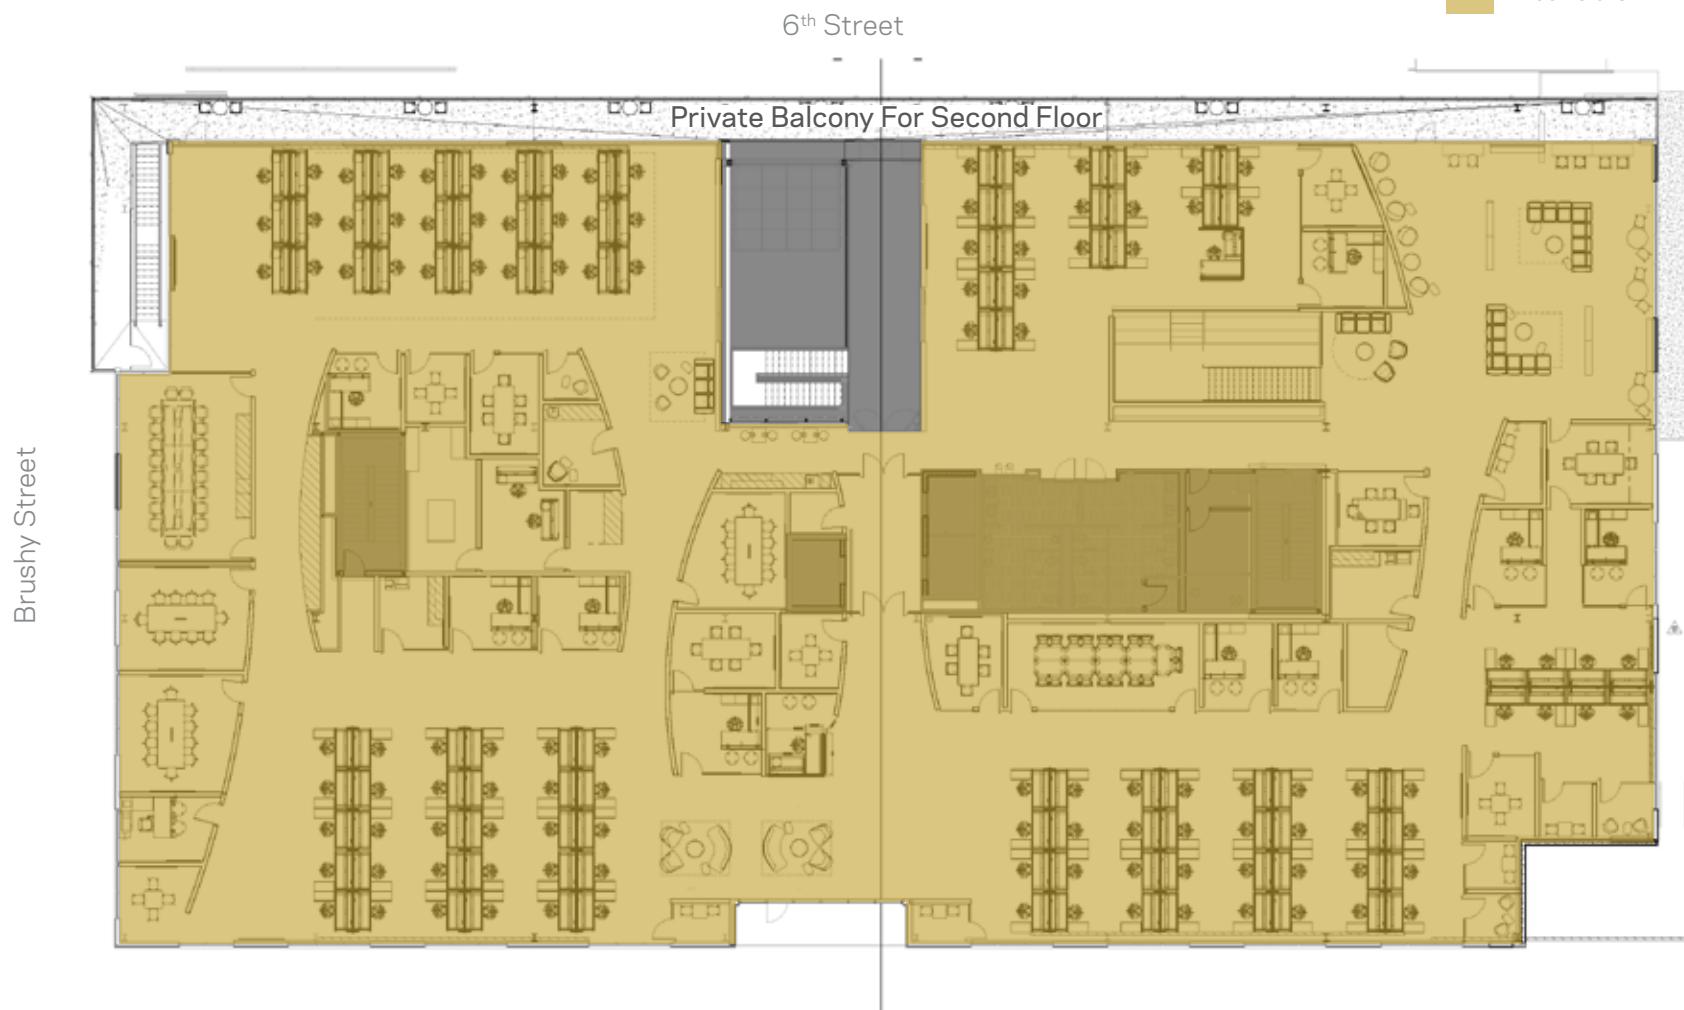 6th Street
Private Balcony For Second Floor
Brushy Street